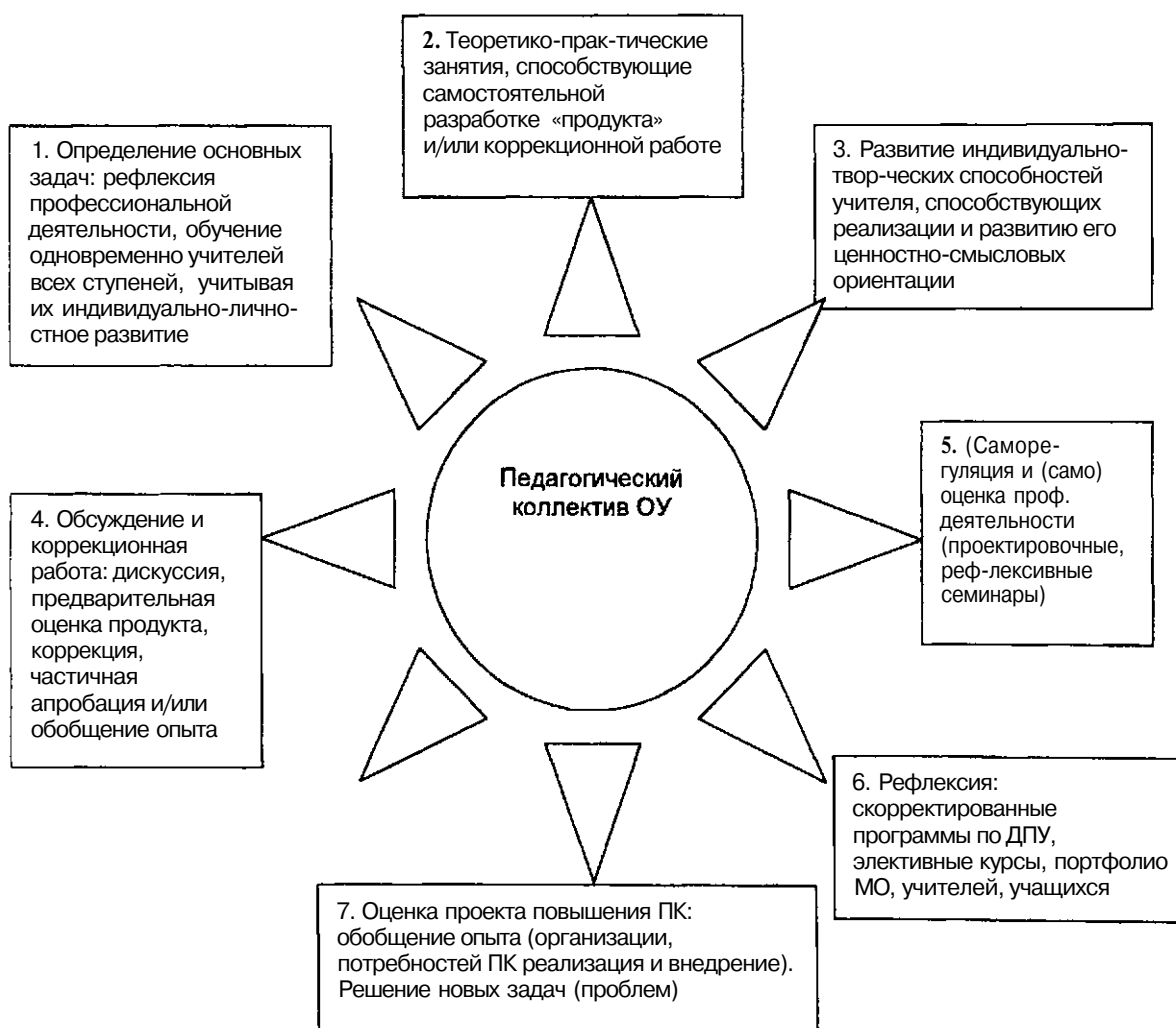 2. Теоретико-прак-тические
занятия, способствующие
самостоятельной
разработке «продукта»
и/или коррекционной работе
1. Определение основных
задач: рефлексия
профессиональной
деятельности, обучение
одновременно учителей
всех ступеней, учитывая
их индивидуально-лично-
стное развитие
3. Развитие индивидуально-
твор-ческих способностей
учителя, способствующих
реализации и развитию его
ценностно-смысловых
ориентации
Педагогический
коллектив ОУ
4. Обсуждение и
коррекционная
работа: дискуссия,
предварительная
оценка продукта,
коррекция,
частичная
апробация и/или
обобщение опыта
5. (Саморе-
гуляция и (само)
оценка проф.
деятельности
(проектировочные,
реф-лексивные
семинары)
6. Рефлексия:
скорректированные
программы по ДПУ,
элективные курсы, портфолио
МО, учителей, учащихся
7. Оценка проекта повышения ПК:
обобщение опыта (организации,
потребностей ПК реализация и внедрение).
Решение новых задач (проблем)